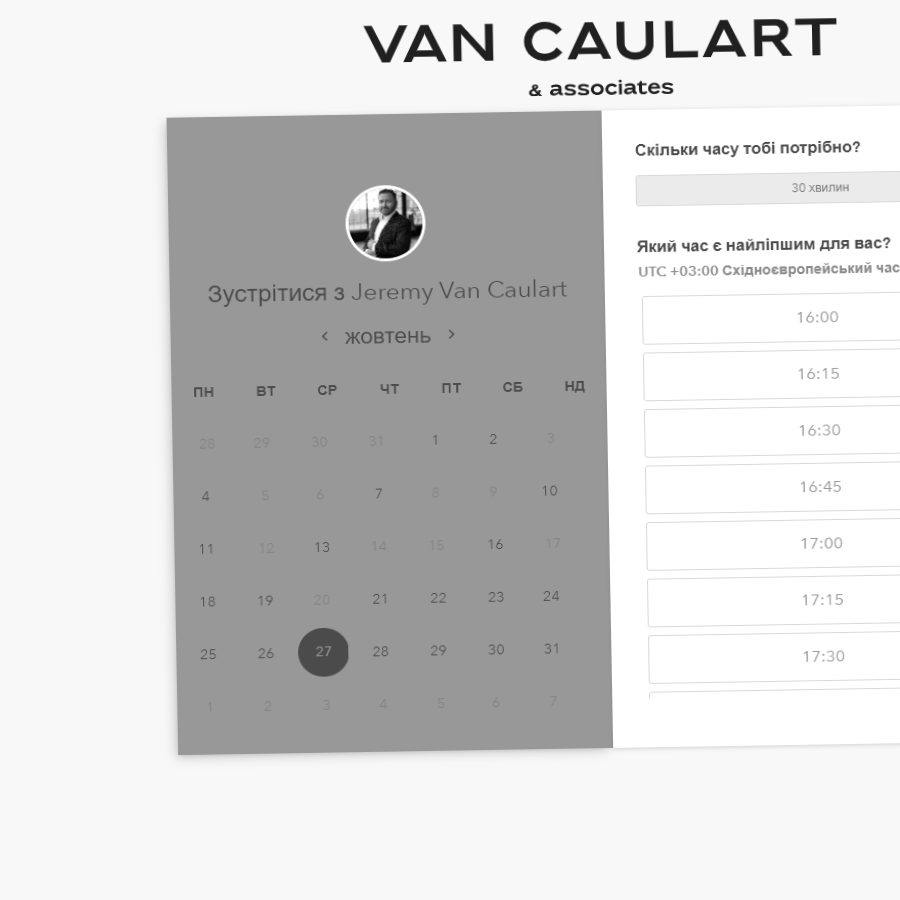 VAN CAULART
& associates
Зустрітися з Jeremy Van Caulart
‹ жовтень ›
ПН ВТ СР ЧТ ПТ СБ НД
28 29 30 31 1 2 3
4 5 6 7 8 9 10
11 12 13 14 15 16 17
18 19 20 21 22 23 24
25 26 27 28 29 30 31
1 2 3 4 5 6 7
Скільки часу тобі потрібно?
30 хвилин
Який час є найліпшим для вас?
UTC +03:00 Східноєвропейський час
16:00
16:15
16:30
16:45
17:00
17:15
17:30